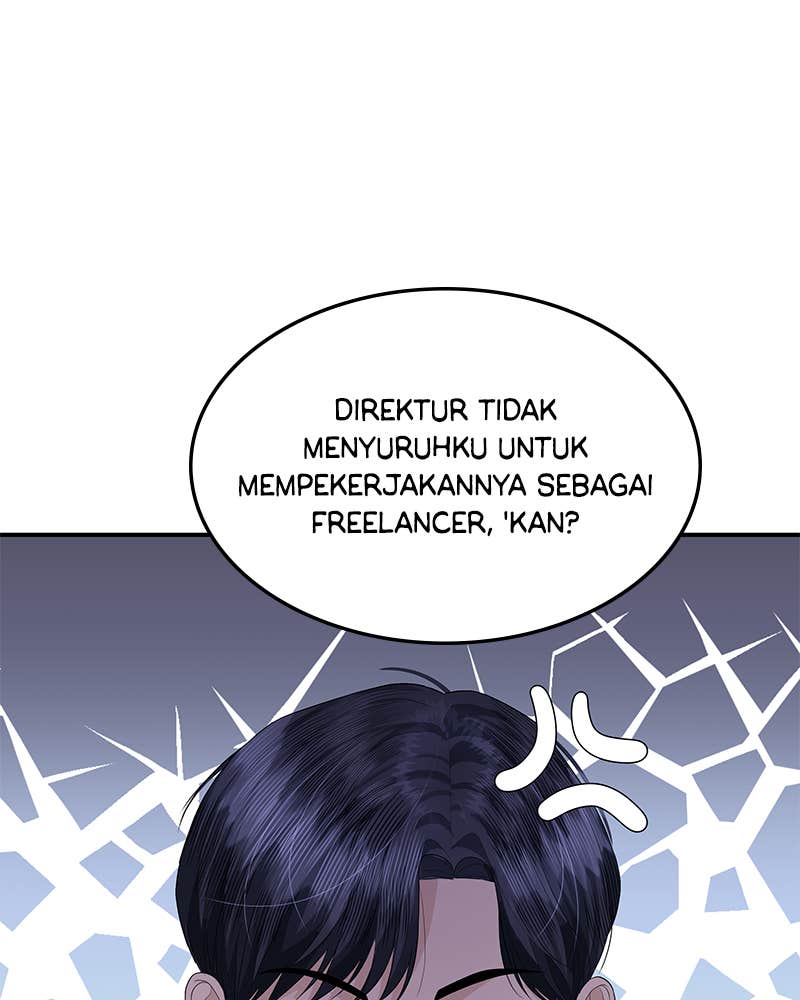 DIREKTUR TIDAK
MENYURUHKU UNTUK
MEMPEKERJAKANNYA SEBAGAI
FREELANCER, 'KAN?